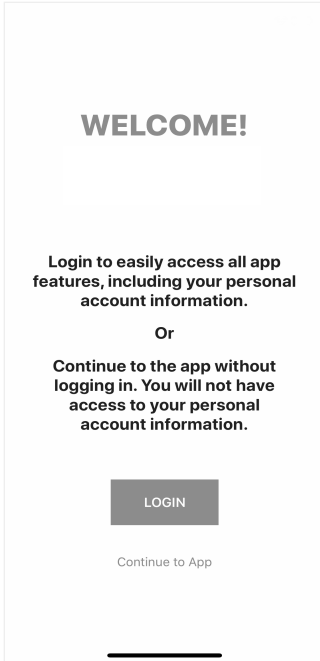 WELCOME!
Login to easily access all app
features, including your personal
account information.
Or
Continue to the app without
logging in. You will not have
access to your personal
account information.
LOGIN
Continue to App